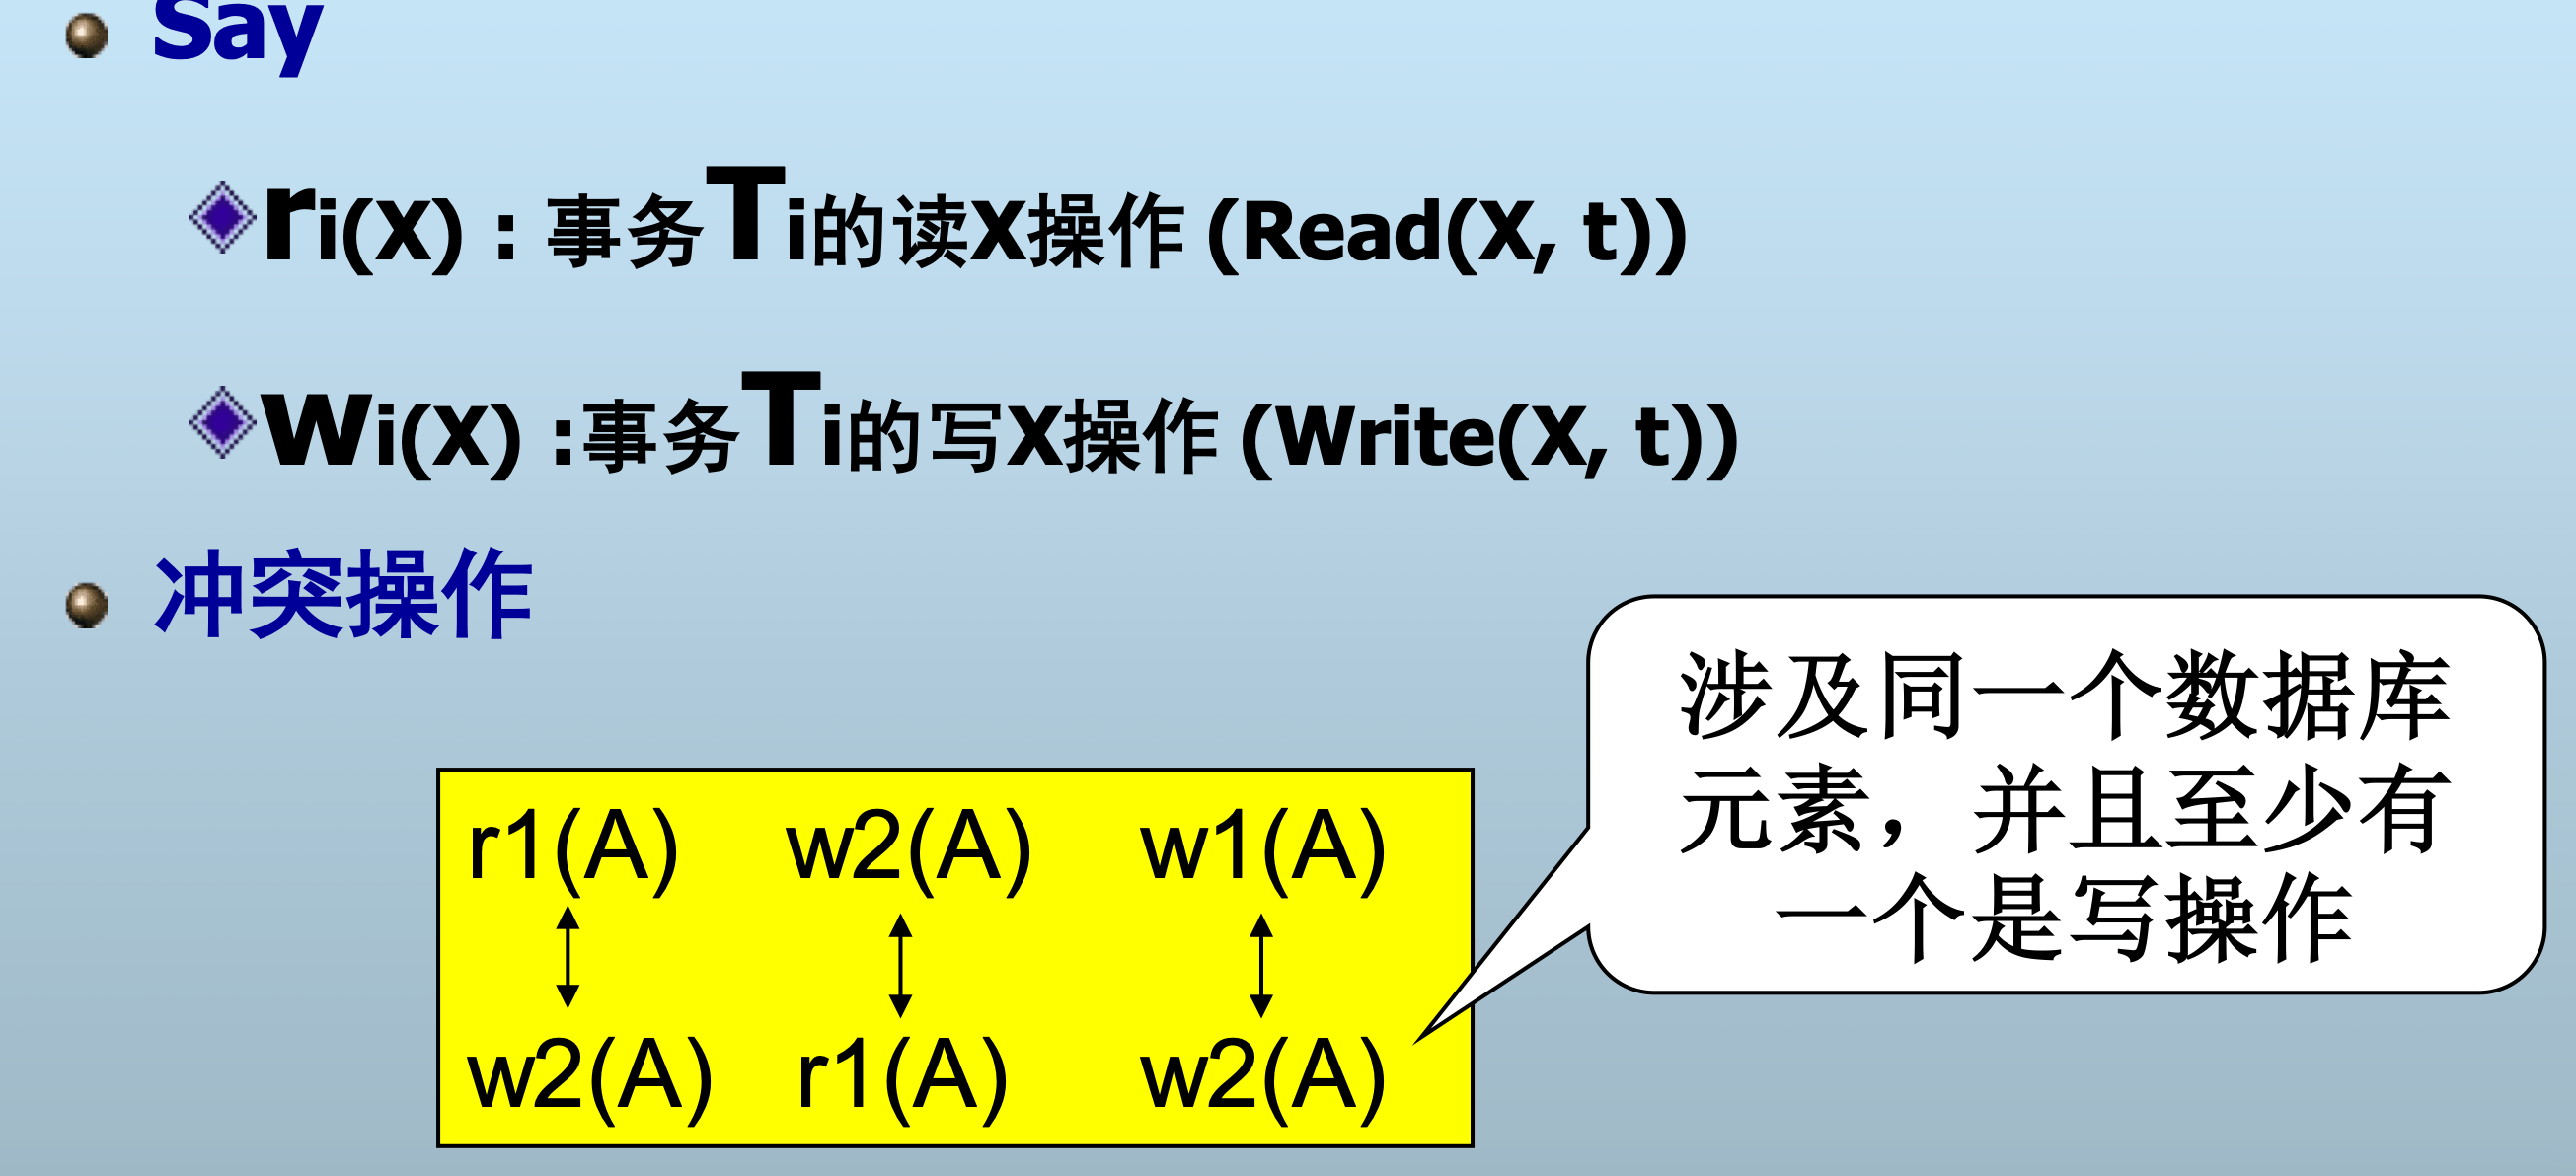 Say
ri(X) : 事务Ti的读X操作 (Read(X, t))
wi(X) :事务Ti的写X操作 (Write(X, t))
冲突操作
涉及同一个数据库
元素，并且至少有
一个是写操作
r1(A) w2(A) w1(A)
w2(A) r1(A) w2(A)